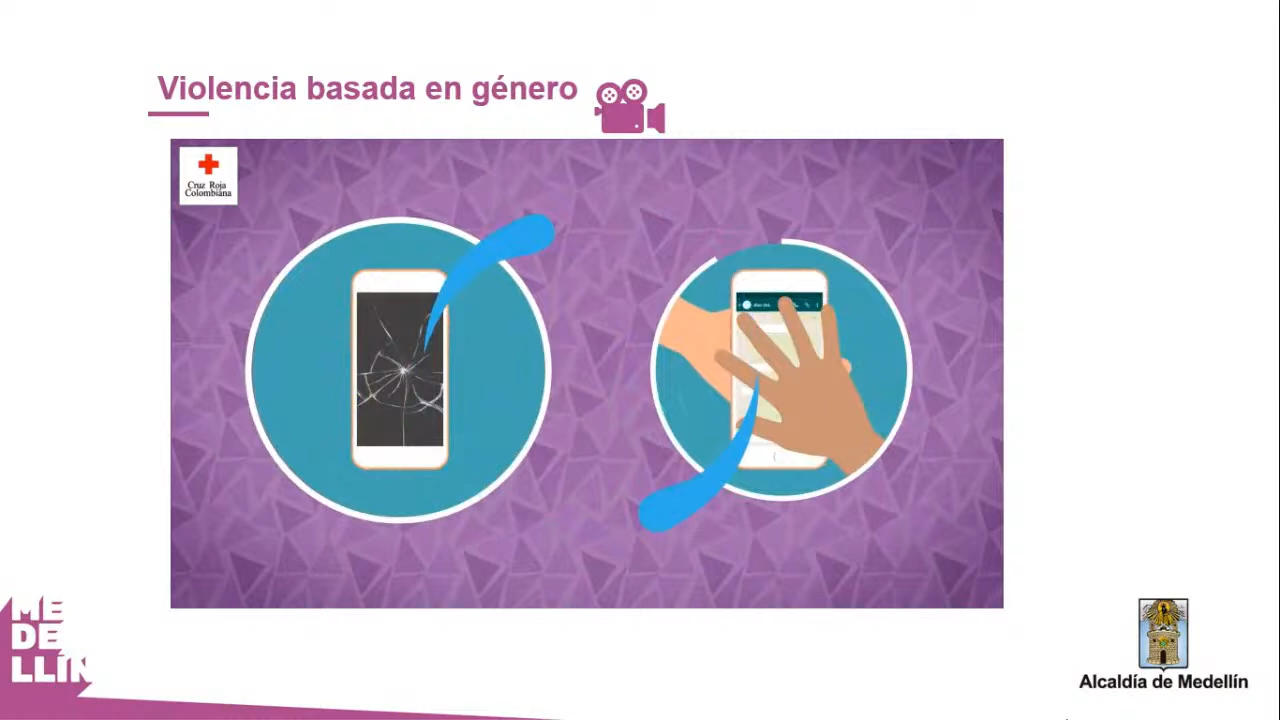 Violencia basada en género
Cruz Roja
Colombiana
ME
DE
LLÍN
Alcaldía de Medellín